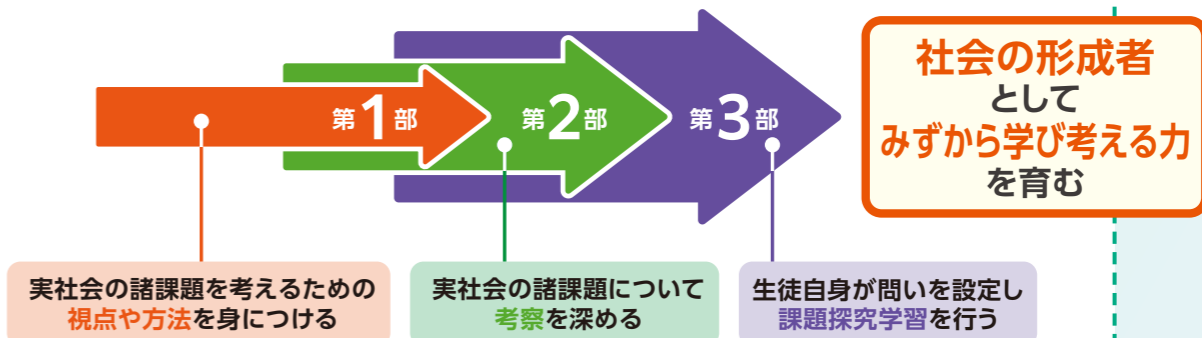 第1部
第2部
第3部
社会の形成者
として
みずから学び考える力
を育む
実社会の諸課題を考えるための
視点や方法を身につける
実社会の諸課題について
考察を深める
生徒自身が問いを設定し
課題探究学習を行う